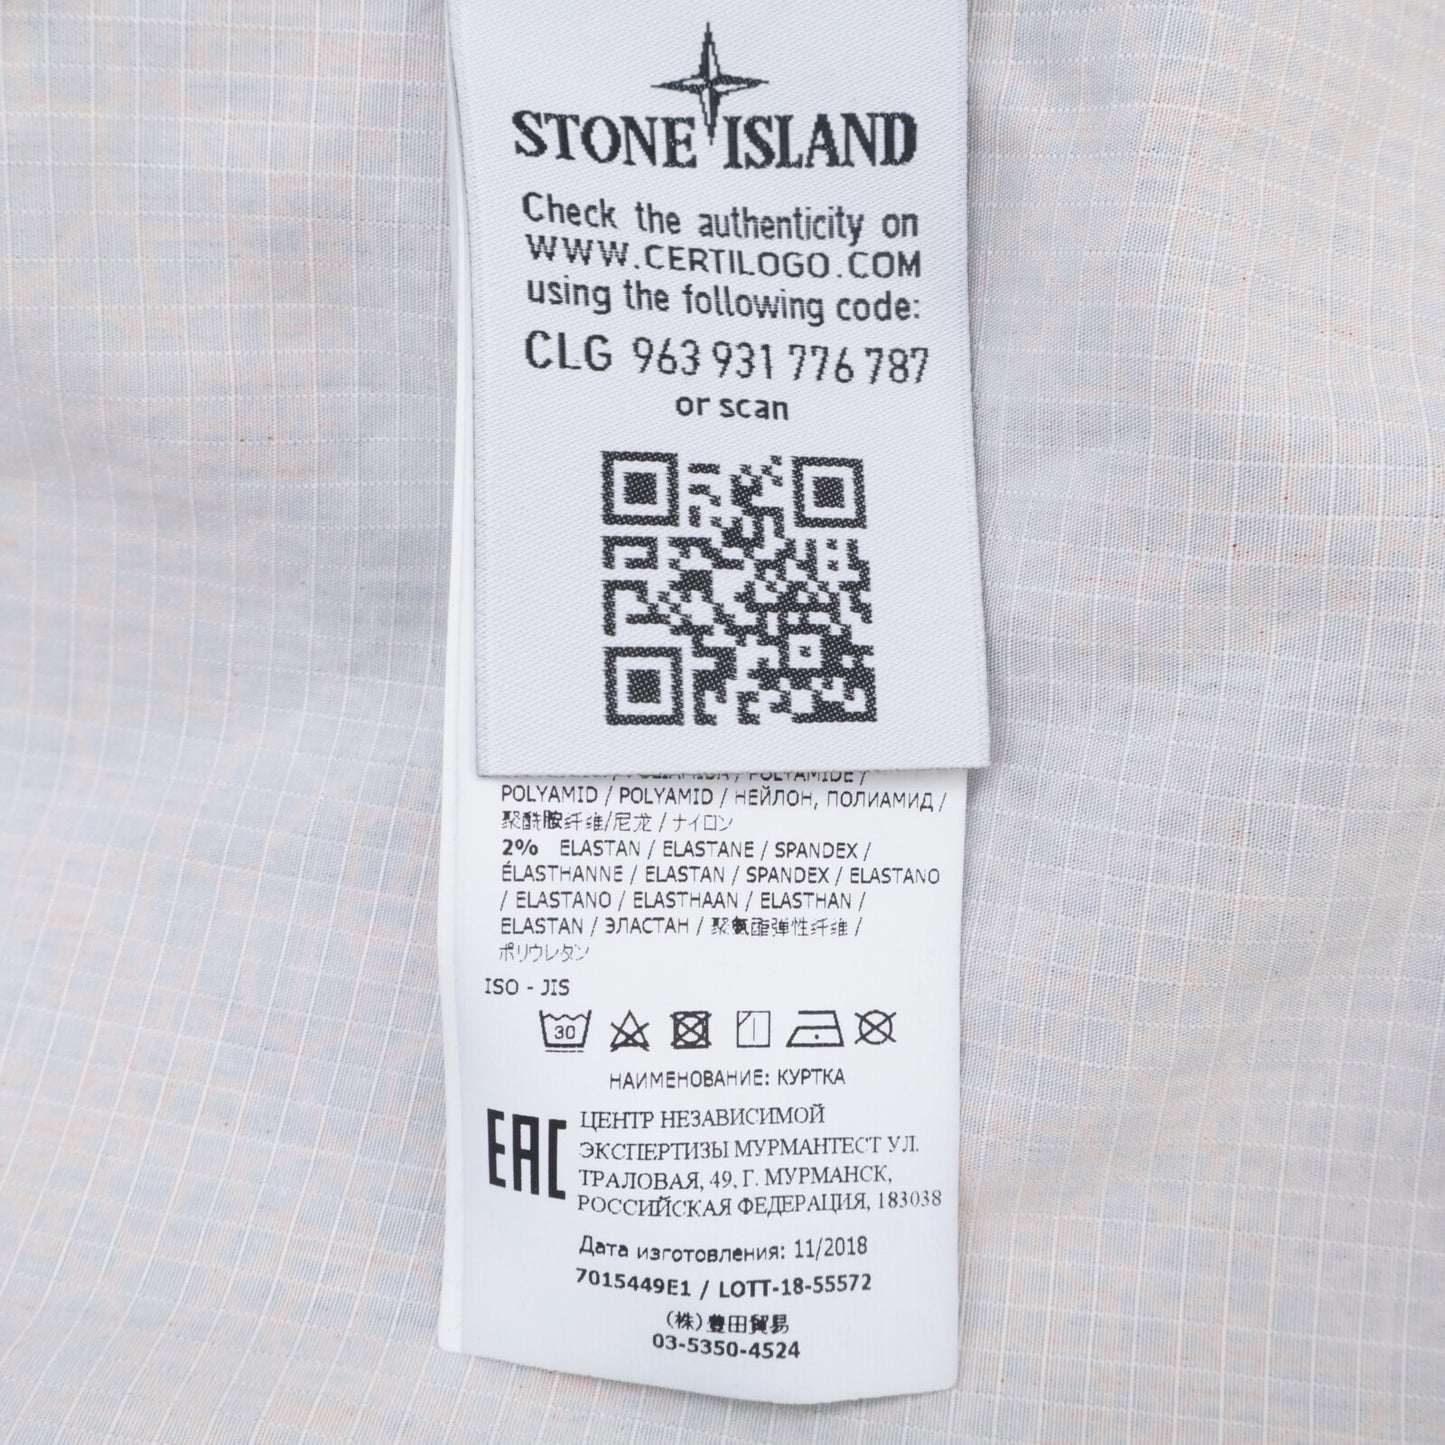 STONE ISLAND
Check the authenticity on
WWW.CERTILOGO.COM
using the following code:
CLG 963 931 776 787
or scan
POLYAMIDE /
POLYAMID / POLYAMID / НЕЙЛОН, ПОЛИАМИД /
聚酰胺纤维/尼龙 / ナイロン
2% ELASTAN / ELASTANE / SPANDEX /
ÉLASTHANNE / ELASTAN / SPANDEX / ELASTANO
/ ELASTANO / ELASTHAAN / ELASTHAN /
ELASTAN / ЭЛАСТАН / 聚氨酯弹性纤维 /
ポリウレタン
ISO - JIS
30
НАИМЕНОВАНИЕ: КУРТКА
EAC
ЦЕНТР НЕЗАВИСИМОЙ
ЭКСПЕРТИЗЫ МУРМАНТЕСТ УЛ.
ТРАЛОВАЯ, 49, Г. МУРМАНСК,
РОССИЙСКАЯ ФЕДЕРАЦИЯ, 183038
Дата изготовления: 11/2018
7015449E1 / LOTT-18-55572
(株)豊田貿易
03-5350-4524